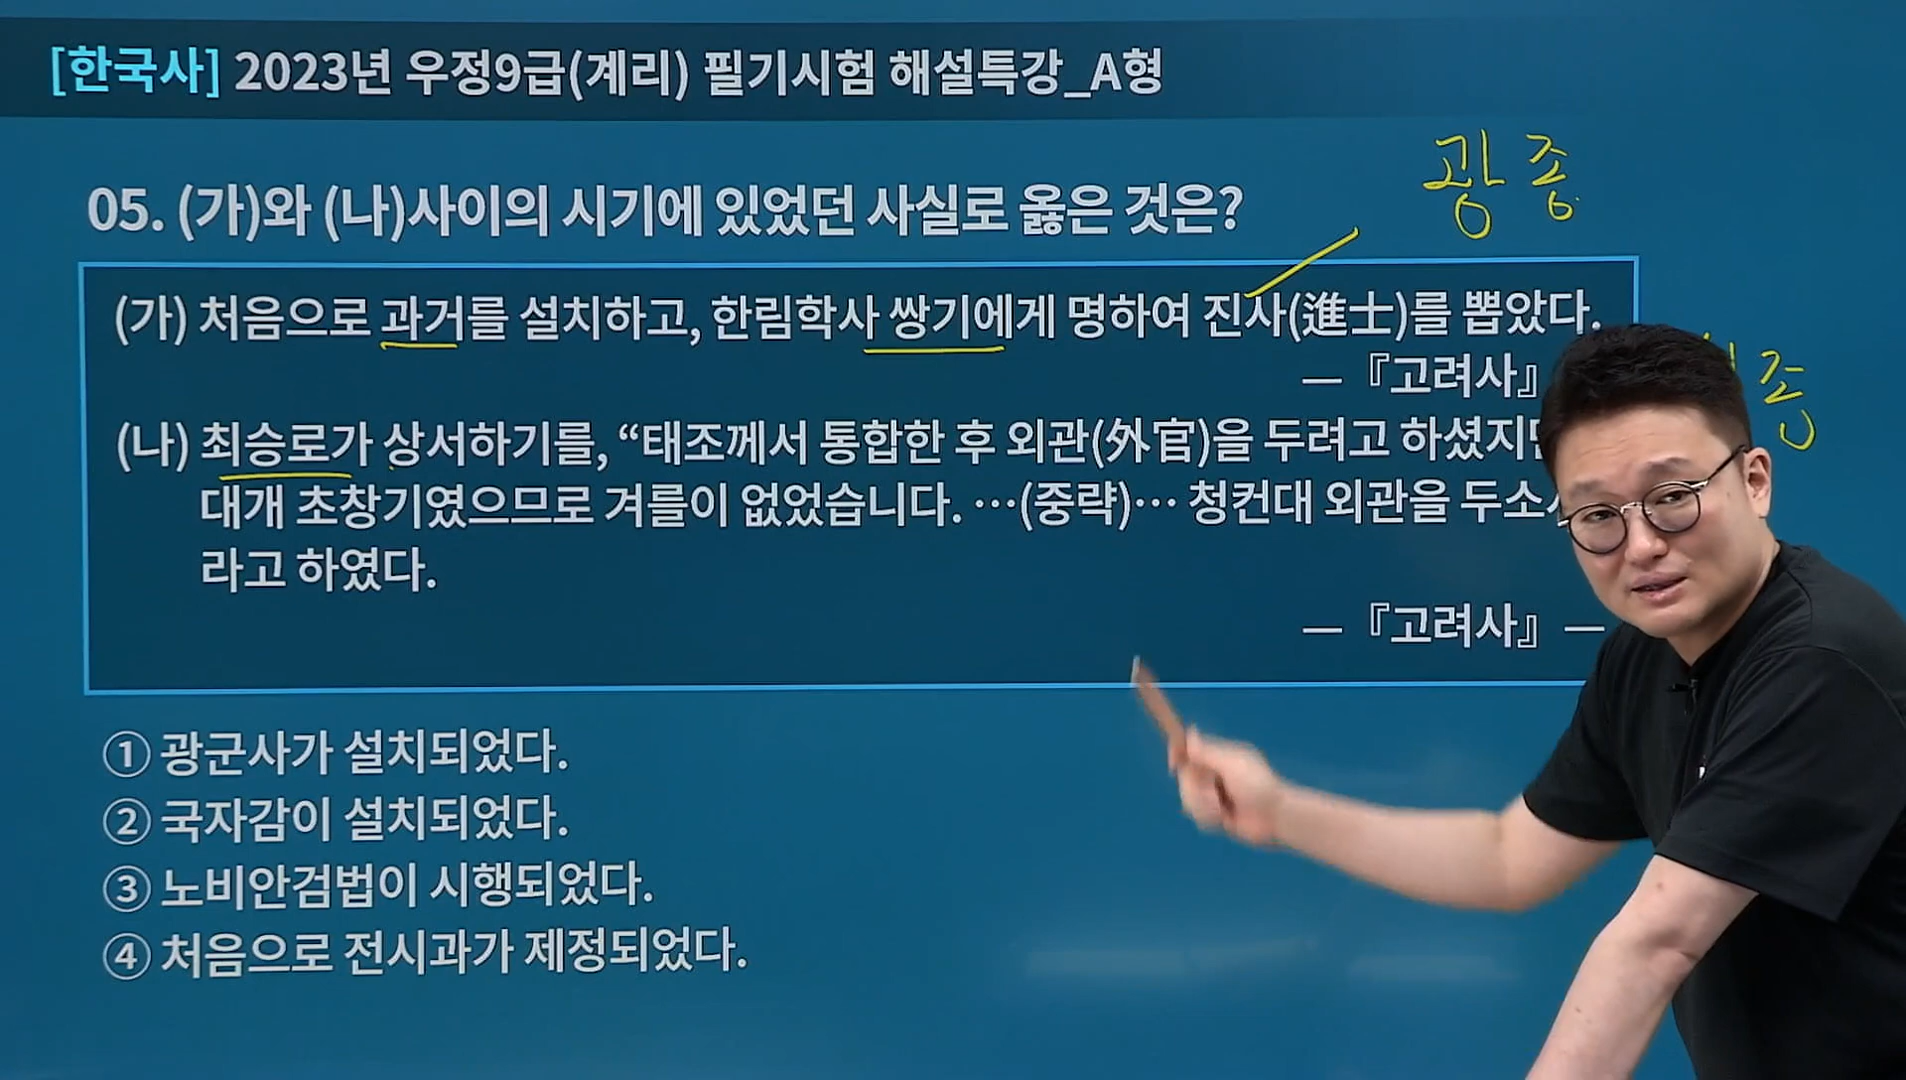 [한국사] 2023년 우정9급(계리) 필기시험 해설특강_A형
광종
05. (가)와 (나)사이의 시기에 있었던 사실로 옳은 것은?
(가) 처음으로 과거를 설치하고, 한림학사 쌍기에게 명하여 진사(進士)를 뽑았다.
―『고려사』
종
(나) 최승로가 상서하기를, “태조께서 통합한 후 외관(外官)을 두려고 하셨지
대개 초창기였으므로 겨를이 없었습니다. …(중략)… 청컨대 외관을 두소
라고 하였다.
―『고려사』―
① 광군사가 설치되었다.
② 국자감이 설치되었다.
③ 노비안검법이 시행되었다.
④ 처음으로 전시과가 제정되었다.